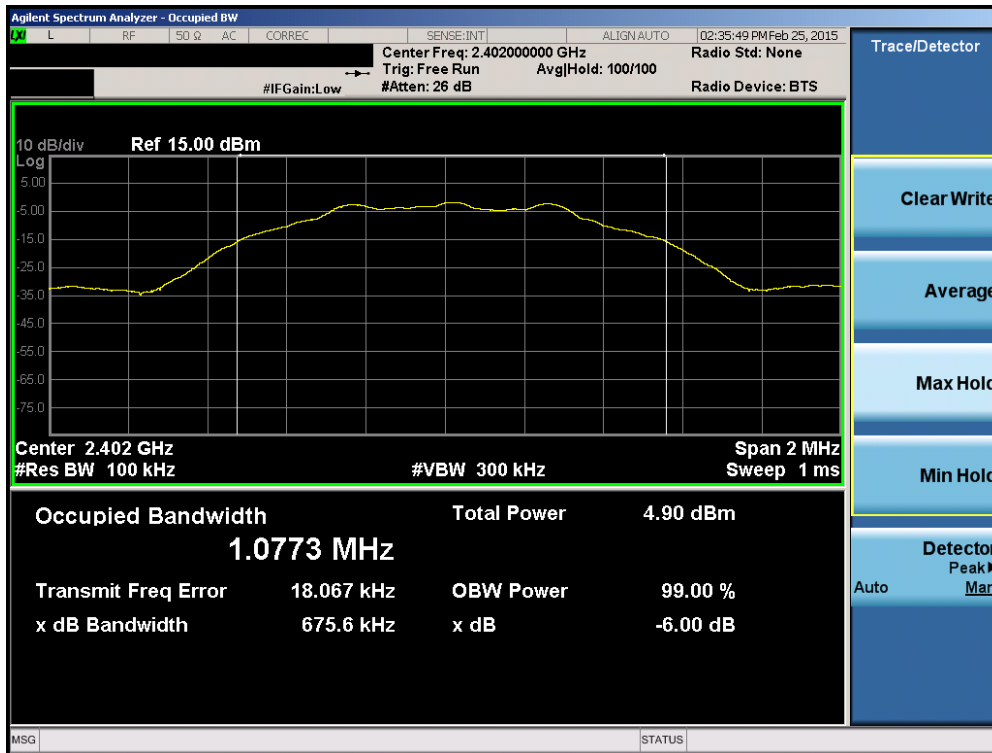 Agilent Spectrum Analyzer - Occupied BW
LXI L RF 50 Ω AC CORREC SENSE:INT ALIGN AUTO 02:35:49 PM Feb 25, 2015
Center Freq: 2.402000000 GHz Radio Std: None
Trig: Free Run Avg|Hold: 100/100
#IFGain:Low #Atten: 26 dB Radio Device: BTS
Trace/Detector
10 dB/div Ref 15.00 dBm
Log
5.00
-5.00
-15.0
-25.0
-35.0
-45.0
-55.0
-65.0
-75.0
Center 2.402 GHz Span 2 MHz
#Res BW 100 kHz #VBW 300 kHz Sweep 1 ms
Occupied Bandwidth Total Power 4.90 dBm
1.0773 MHz
Transmit Freq Error 18.067 kHz OBW Power 99.00 %
x dB Bandwidth 675.6 kHz x dB -6.00 dB
Clear Write
Average
Max Hold
Min Hold
Detector
Peak
Auto Man
MSG STATUS